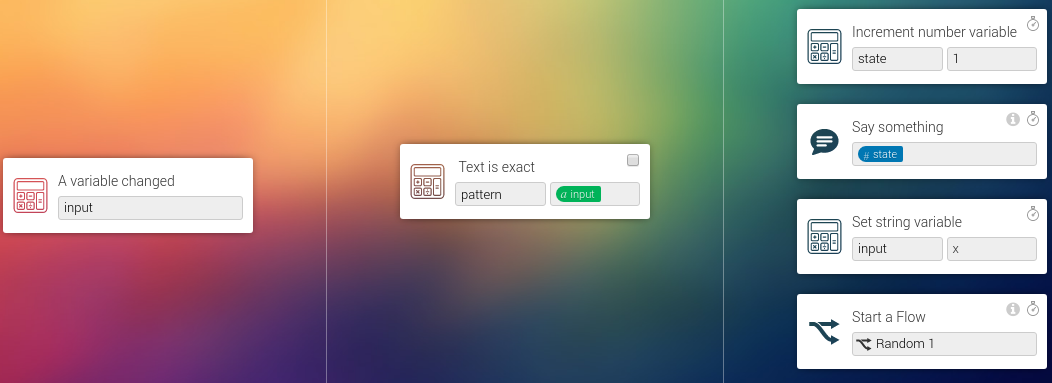 A variable changed
input
Text is exact
pattern
a input
Increment number variable
state
1
Say something
# state
Set string variable
input
x
Start a Flow
Random 1